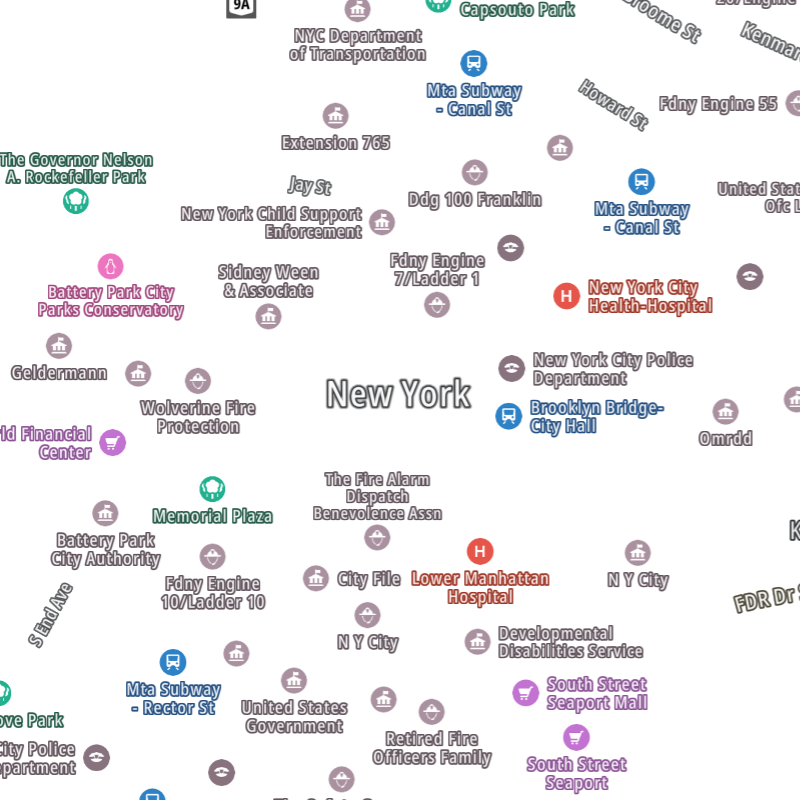 9A
Capsouto Park
NYC Department
of Transportation
Broome St
Kenmar
Mta Subway
- Canal St
Howard St
Fdny Engine 55
Extension 765
The Governor Nelson
A. Rockefeller Park
Jay St
Ddg 100 Franklin
Mta Subway
- Canal St
United Stat
Ofc L
New York Child Support
Enforcement
Fdny Engine
7/Ladder 1
Sidney Ween
& Associate
Battery Park City
Parks Conservatory
H
New York City
Health-Hospital
Geldermann
New York City Police
Department
New York
Wolverine Fire
Protection
Brooklyn Bridge-
City Hall
Omrdd
ld Financial
Center
The Fire Alarm
Dispatch
Benevolence Assn
Memorial Plaza
Battery Park
City Authority
Fdny Engine
10/Ladder 10
City File
H
Lower Manhattan
Hospital
N Y City
K
FDR Dr S
S End Ave
N Y City
Developmental
Disabilities Service
Mta Subway
- Rector St
United States
Government
South Street
Seaport Mall
ove Park
City Police
epartment
Retired Fire
Officers Family
South Street
Seaport